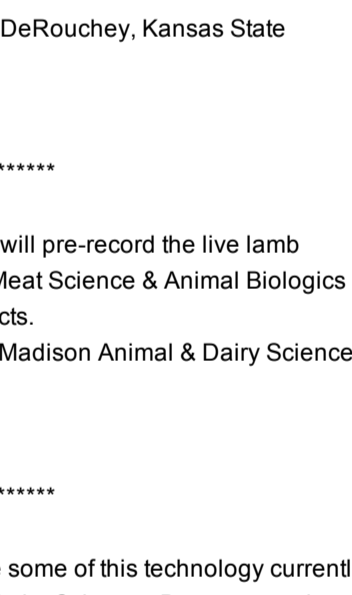 DeRouchey, Kansas State
******
will pre-record the live lamb
Meat Science & Animal Biologics
cts.
Madison Animal & Dairy Science
******
some of this technology currentl